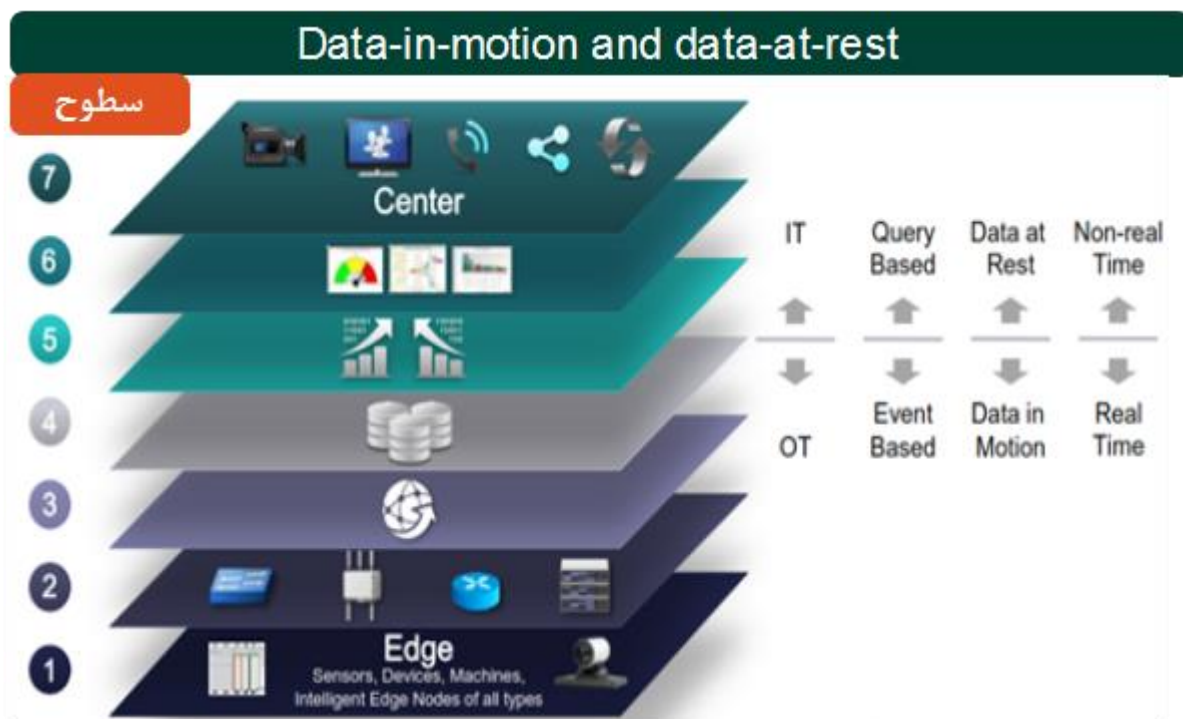 Data-in-motion and data-at-rest
سطوح
7
Center
6
5
4
3
2
1
Edge
Sensors, Devices, Machines,
Intelligent Edge Nodes of all types
IT
Query
Based
Data at
Rest
Non-real
Time
OT
Event
Based
Data in
Motion
Real
Time